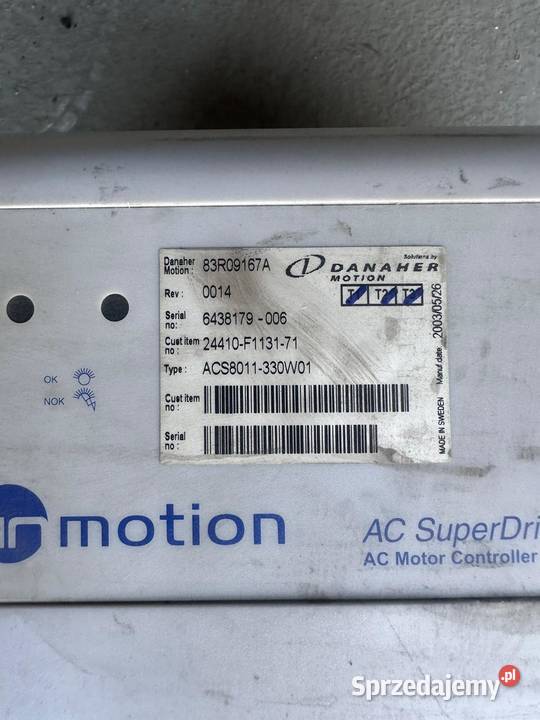 Danaher Motion : 83R09167A
Solutions by
DANAHER
MOTION
Rev : 0014
T1 T2 T3
Serial no : 6438179 - 006
Cust item no : 24410-F1131-71
Type : ACS8011-330W01
Cust item no :
Serial no :
Manuf date : 2003/05/26
MADE IN SWEDEN
OK
NOK
motion
AC SuperDri
AC Motor Controller
Sprzedajemy.pl